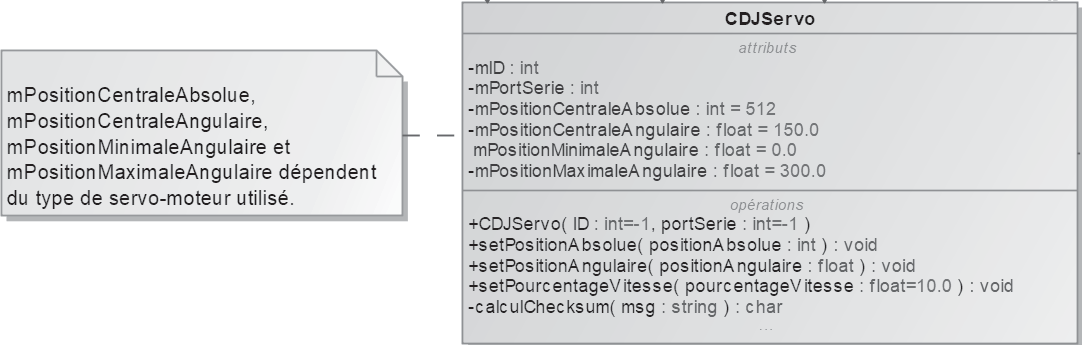 mPositionCentraleAbsolue,
mPositionCentraleAngulaire,
mPositionMinimaleAngulaire et
mPositionMaximaleAngulaire dépendent
du type de servo-moteur utilisé.
CDJServo
attributs
-mID : int
-mPortSerie : int
-mPositionCentraleAbsolue : int = 512
-mPositionCentraleAngulaire : float = 150.0
mPositionMinimaleAngulaire : float = 0.0
-mPositionMaximaleAngulaire : float = 300.0
opérations
+CDJServo( ID : int=-1, portSerie : int=-1 )
+setPositionAbsolue( positionAbsolue : int ) : void
+setPositionAngulaire( positionAngulaire : float ) : void
+setPourcentageVitesse( pourcentageVitesse : float=10.0 ) : void
-calculChecksum( msg : string ) : char
...